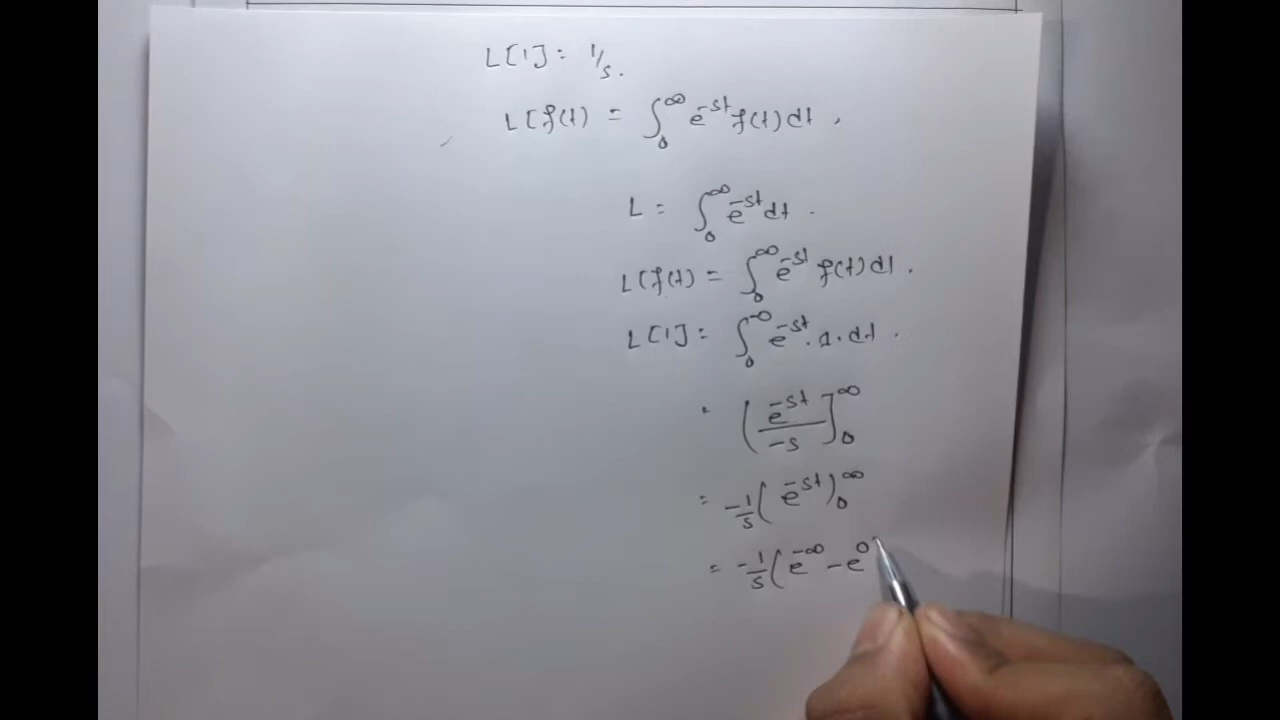 L[1] = 1/s.
L[f(t) = ∫₀^∞ e^-st f(t) dt .
L = ∫₀^∞ e^-st dt .
L[f(t) = ∫₀^∞ e^-st f(t) dt .
L[1] = ∫₀^∞ e^-st . 1 . dt .
= [e^-st / -s]₀^∞
= -1/s (e^-st)₀^∞
= -1/s (e^-∞ - e^0